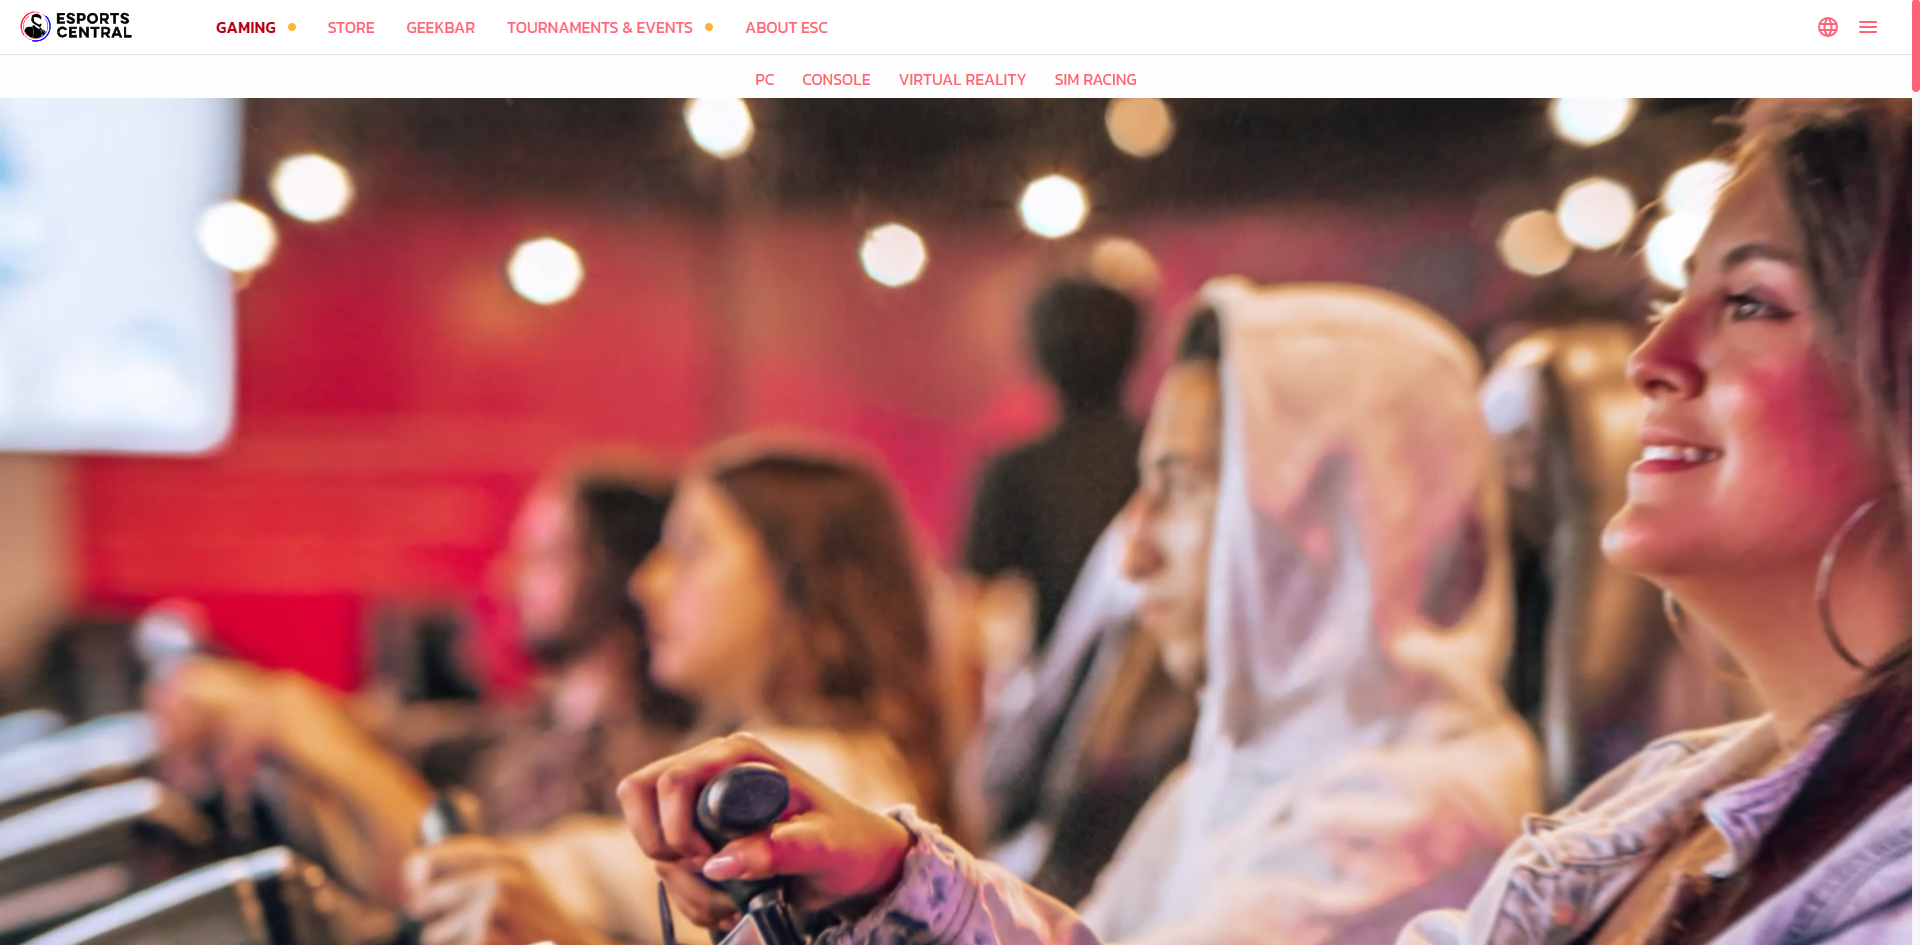 ESPORTS
CENTRAL
GAMING STORE GEEKBAR TOURNAMENTS & EVENTS ABOUT ESC
PC CONSOLE VIRTUAL REALITY SIM RACING